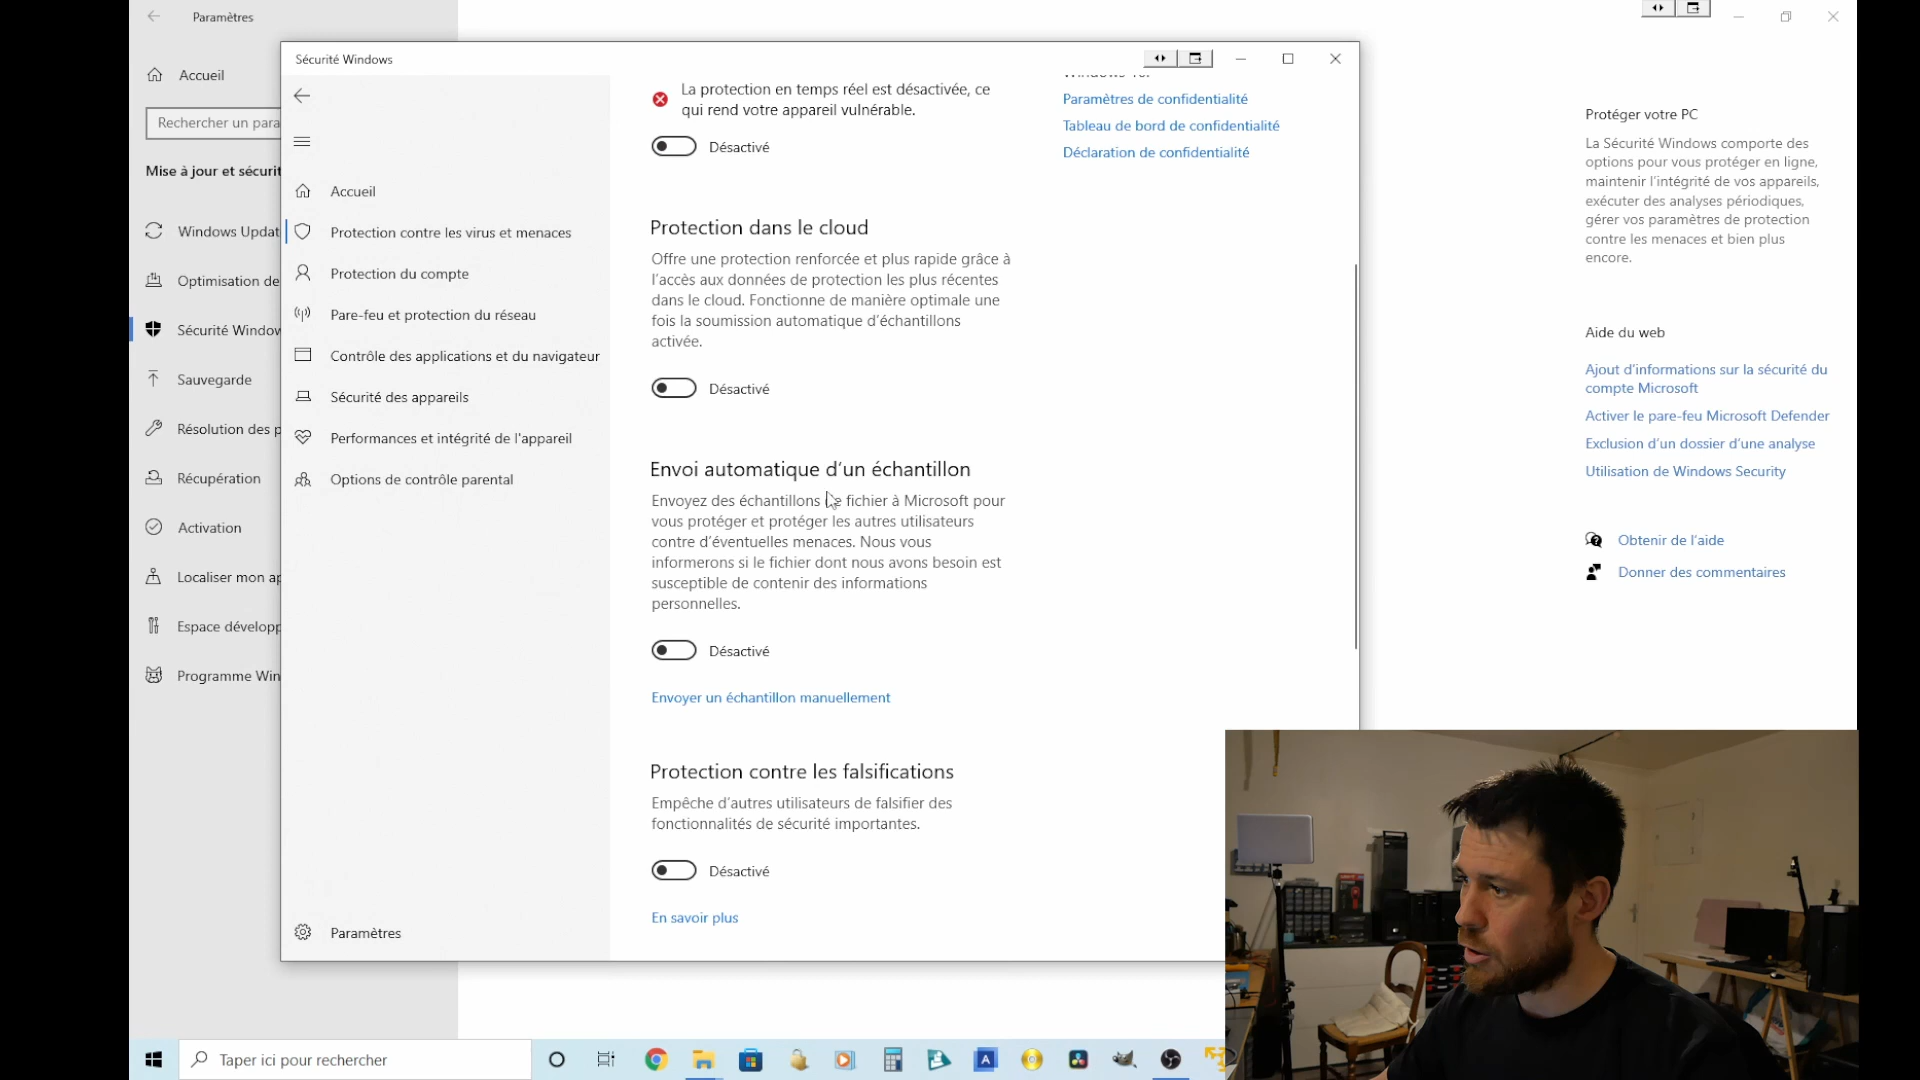 Paramètres
Accueil
Rechercher un para
Mise à jour et sécurit
Windows Updat
Optimisation de
Sécurité Window
Sauvegarde
Résolution des p
Récupération
Activation
Localiser mon ap
Espace développ
Programme Win
Sécurité Windows
Accueil
Protection contre les virus et menaces
Protection du compte
Pare-feu et protection du réseau
Contrôle des applications et du navigateur
Sécurité des appareils
Performances et intégrité de l'appareil
Options de contrôle parental
Paramètres
La protection en temps réel est désactivée, ce
qui rend votre appareil vulnérable.
Désactivé
Protection dans le cloud
Offre une protection renforcée et plus rapide grâce à
l'accès aux données de protection les plus récentes
dans le cloud. Fonctionne de manière optimale une
fois la soumission automatique d'échantillons
activée.
Désactivé
Envoi automatique d'un échantillon
Envoyez des échantillons de fichier à Microsoft pour
vous protéger et protéger les autres utilisateurs
contre d'éventuelles menaces. Nous vous
informerons si le fichier dont nous avons besoin est
susceptible de contenir des informations
personnelles.
Désactivé
Envoyer un échantillon manuellement
Protection contre les falsifications
Empêche d'autres utilisateurs de falsifier des
fonctionnalités de sécurité importantes.
Désactivé
En savoir plus
Paramètres de confidentialité
Tableau de bord de confidentialité
Déclaration de confidentialité
Protéger votre PC
La Sécurité Windows comporte des
options pour vous protéger en ligne,
maintenir l'intégrité de vos appareils,
exécuter des analyses périodiques,
gérer vos paramètres de protection
contre les menaces et bien plus
encore.
Aide du web
Ajout d'informations sur la sécurité du
compte Microsoft
Activer le pare-feu Microsoft Defender
Exclusion d'un dossier d'une analyse
Utilisation de Windows Security
Obtenir de l'aide
Donner des commentaires
Taper ici pour rechercher